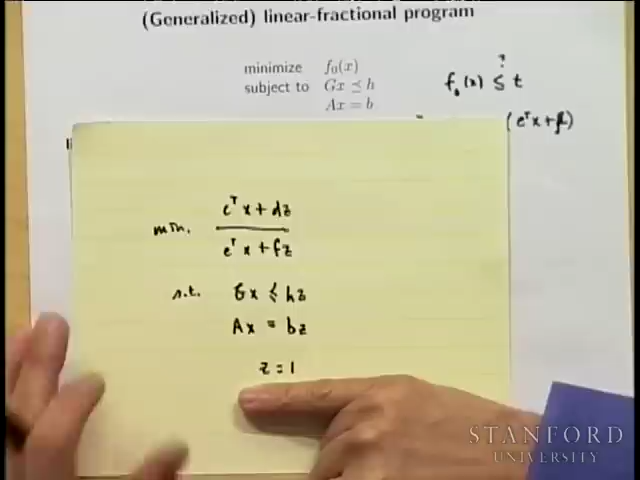 (Generalized) linear-fractional program
minimize f₀(x)
subject to Gx ⪯ h
Ax = b
?
f₀(x) ≤ t
(eᵀx+f)
min. cᵀx + dz
eᵀx + fz
s.t. Gx ≤ hz
Ax = bz
z = 1
STANFORD
UNIVERSITY